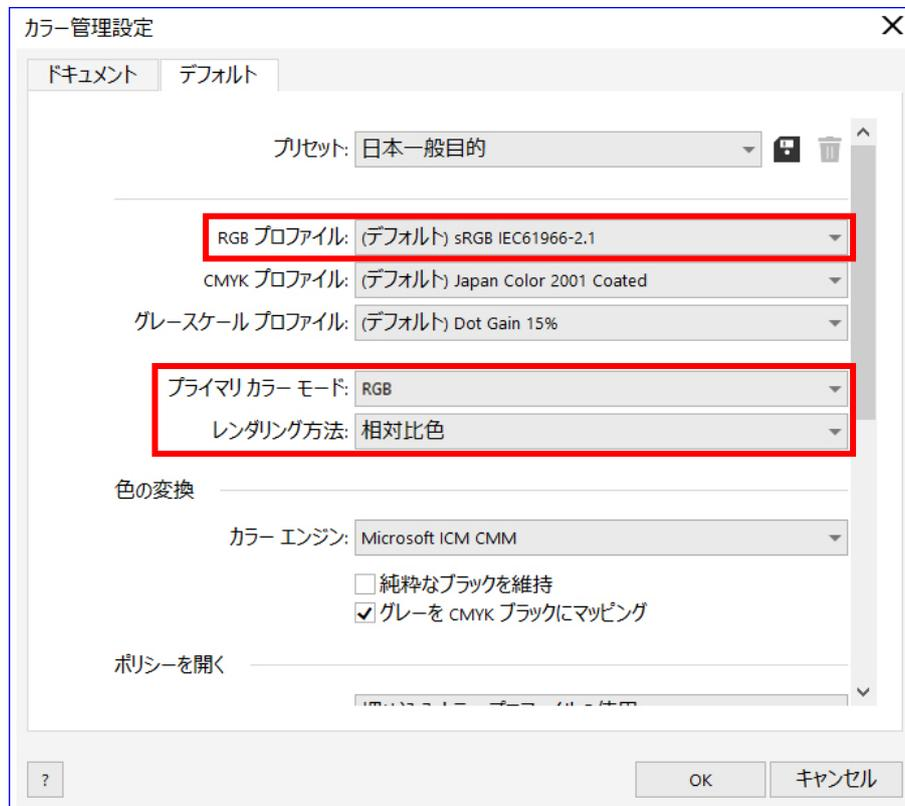 カラー管理設定
ドキュメント デフォルト
プリセット: 日本一般目的
RGB プロファイル: (デフォルト) sRGB IEC61966-2.1
CMYK プロファイル: (デフォルト) Japan Color 2001 Coated
グレースケール プロファイル: (デフォルト) Dot Gain 15%
プライマリ カラー モード: RGB
レンダリング方法: 相対比色
色の変換
カラー エンジン: Microsoft ICM CMM
純粋なブラックを維持
グレーを CMYK ブラックにマッピング
ポリシーを開く
? OK キャンセル